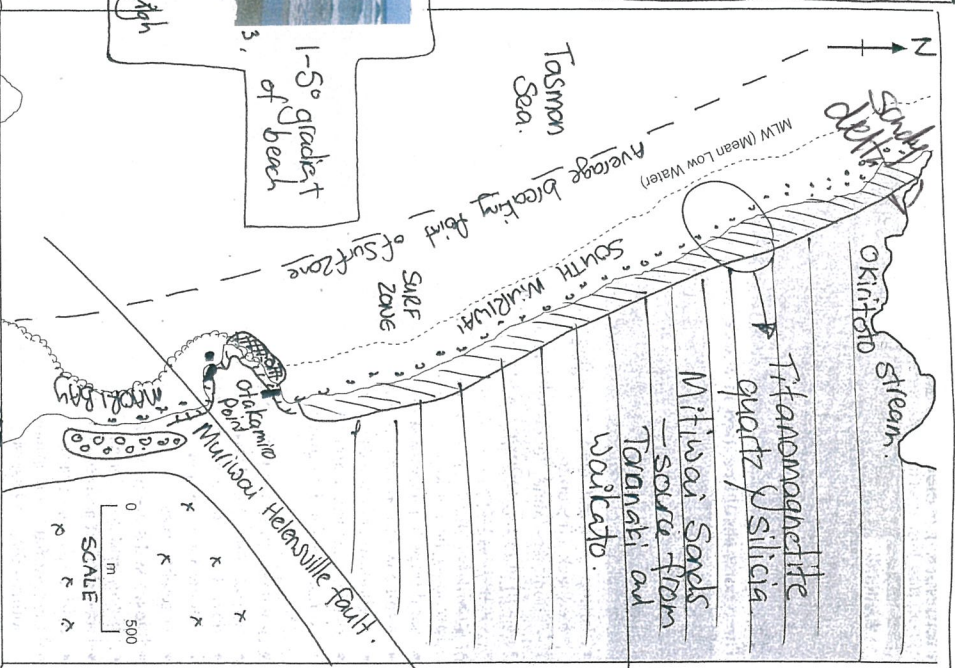 N
Sandy delta
Tasman
Sea.
MLW (Mean Low Water)
Average breaking Point of Surf Zone
1-5° gradient
of beach
3,
High
SOUTH MURIWAI
SURF
ZONE
Okiritoto Stream.
Titanomagnetite
quartz / Silicia
Mitiwai Sands
-source from
Taranaki and
Waikato.
Otakamiro
Point
MAORI BAY
Muriwai Helensville fault.
0
m
500
SCALE